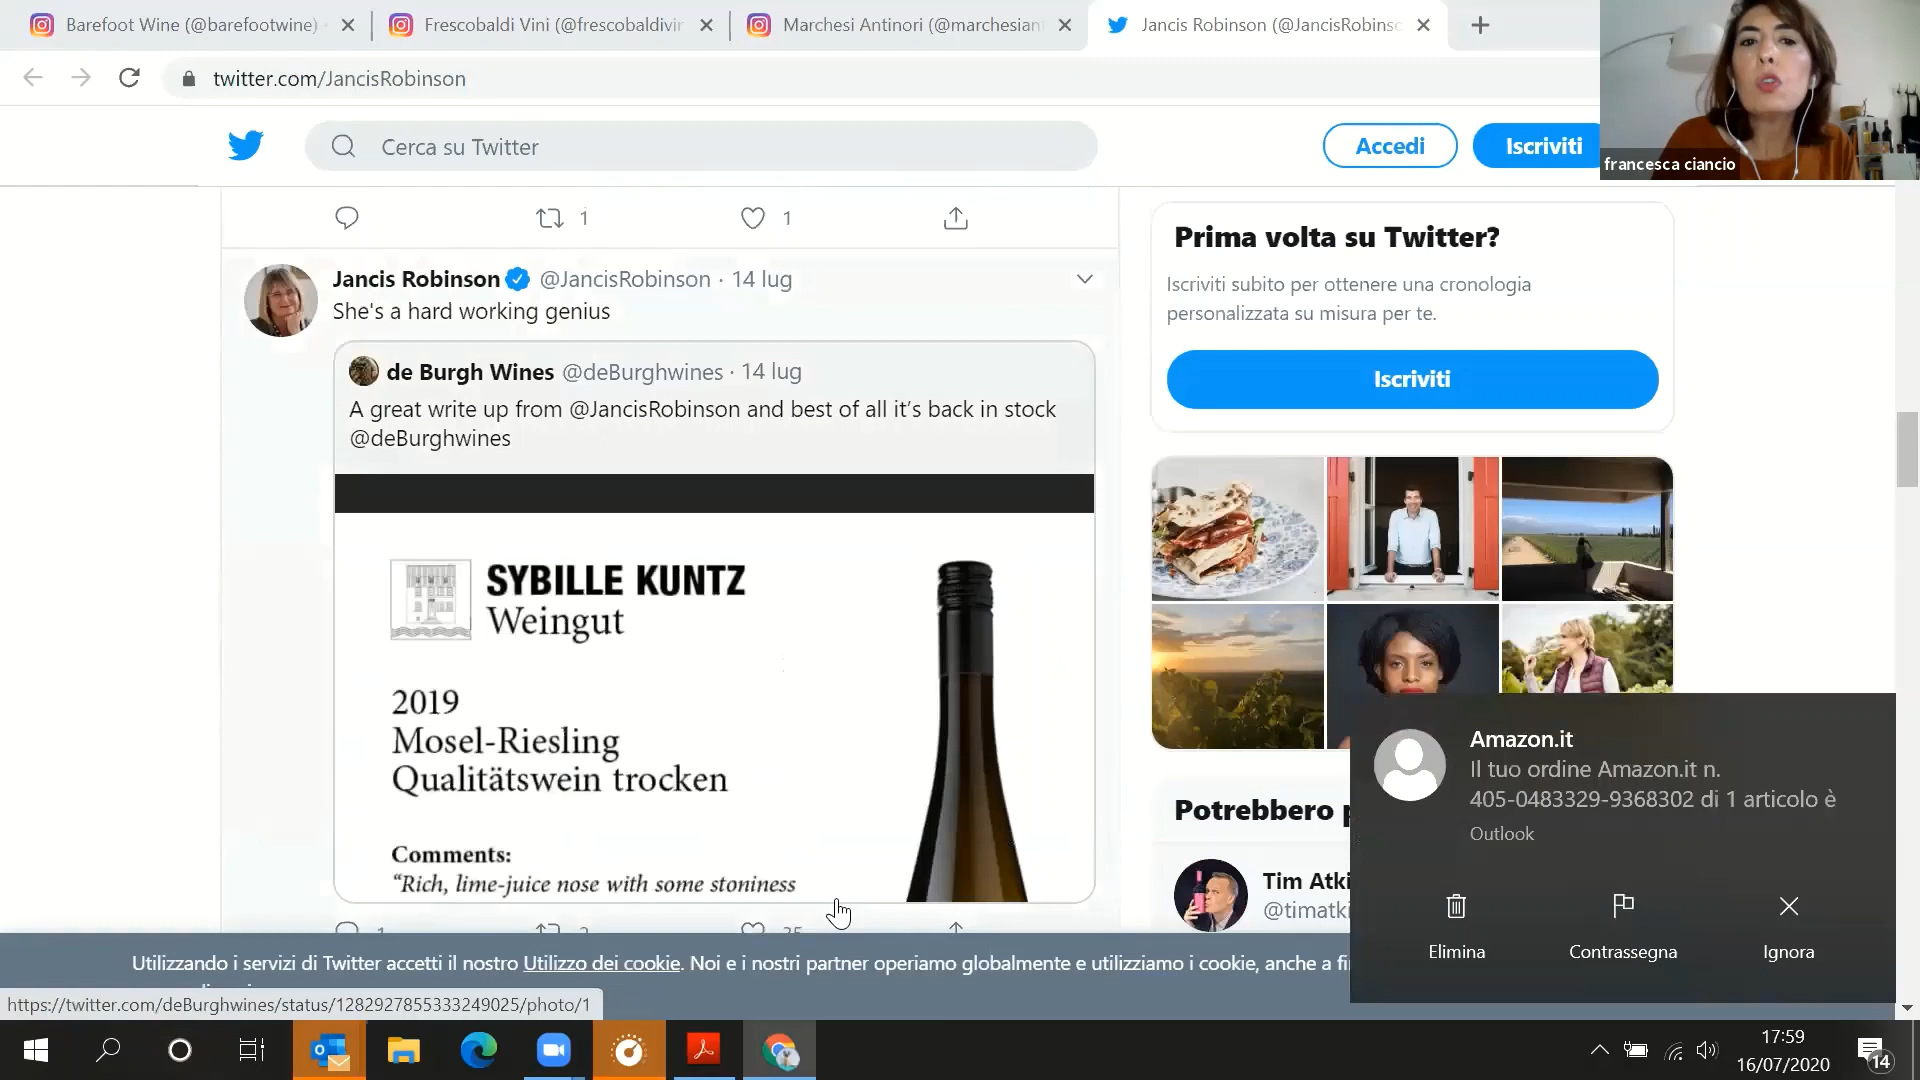 Barefoot Wine (@barefootwine)
Frescobaldi Vini (@frescobaldivin
Marchesi Antinori (@marchesian
Jancis Robinson (@JancisRobinso
twitter.com/JancisRobinson
francesca ciancio
Cerca su Twitter
Accedi
Iscriviti
1
1
Jancis Robinson @JancisRobinson · 14 lug
She's a hard working genius
de Burgh Wines @deBurghwines · 14 lug
A great write up from @JancisRobinson and best of all it's back in stock
@deBurghwines
SYBILLE KUNTZ
Weingut
2019
Mosel-Riesling
Qualitätswein trocken
Comments:
"Rich, lime-juice nose with some stoniness
Prima volta su Twitter?
Iscriviti subito per ottenere una cronologia
personalizzata su misura per te.
Iscriviti
Potrebbero
Tim Atki
@timatki
Amazon.it
Il tuo ordine Amazon.it n.
405-0483329-9368302 di 1 articolo è
Outlook
Elimina
Contrassegna
Ignora
Utilizzando i servizi di Twitter accetti il nostro Utilizzo dei cookie. Noi e i nostri partner operiamo globalmente e utilizziamo i cookie, anche a fi
https://twitter.com/deBurghwines/status/1282927855333249025/photo/1
17:59
16/07/2020
14